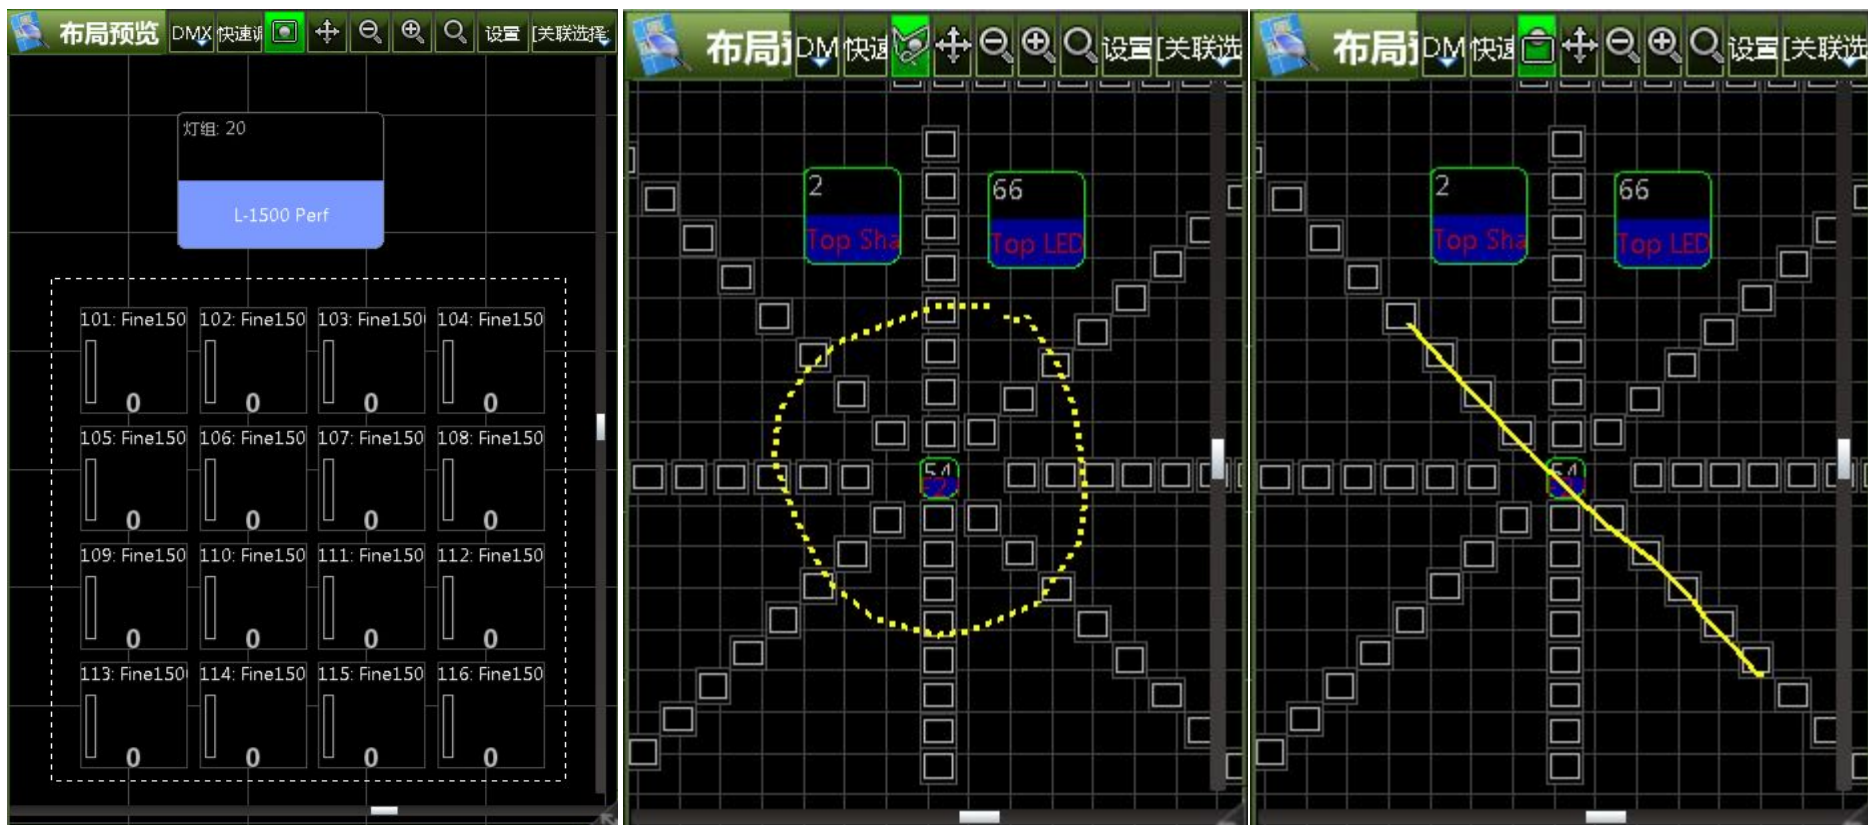 布局预览 DMX 快速调 设置 [关联选择
灯组: 20
L-1500 Perf
101: Fine150 102: Fine150 103: Fine150 104: Fine150
0 0 0 0
105: Fine150 106: Fine150 107: Fine150 108: Fine150
0 0 0 0
109: Fine150 110: Fine150 111: Fine150 112: Fine150
0 0 0 0
113: Fine150 114: Fine150 115: Fine150 116: Fine150
0 0 0 0
布局 DM 快速 设置 [关联选
2 66
Top Sha Top LED
54
布局 DM 快速 设置 [关联选
2 66
Top Sha Top LED
54